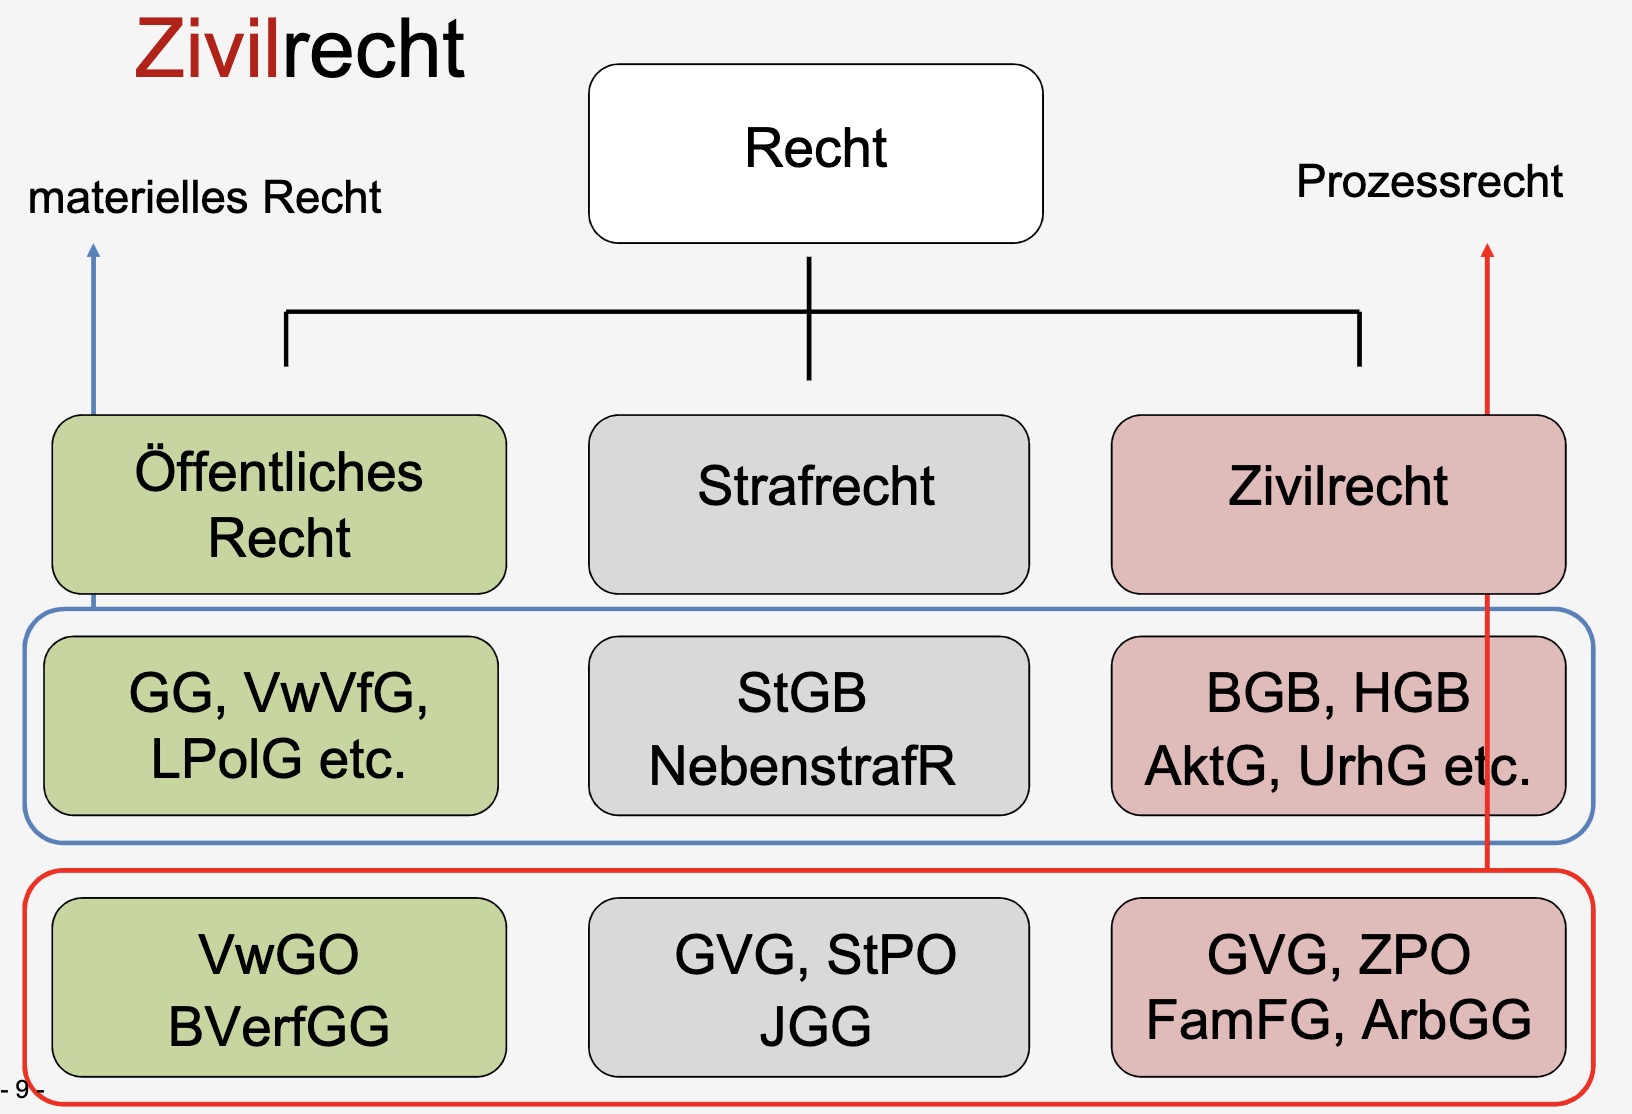 Zivilrecht
Recht
materielles Recht
Prozessrecht
Öffentliches
Recht
Strafrecht
Zivilrecht
GG, VwVfG,
LPolG etc.
StGB
NebenstrafR
BGB, HGB
AktG, UrhG etc.
VwGO
BVerfGG
GVG, StPO
JGG
GVG, ZPO
FamFG, ArbGG
- 9 -